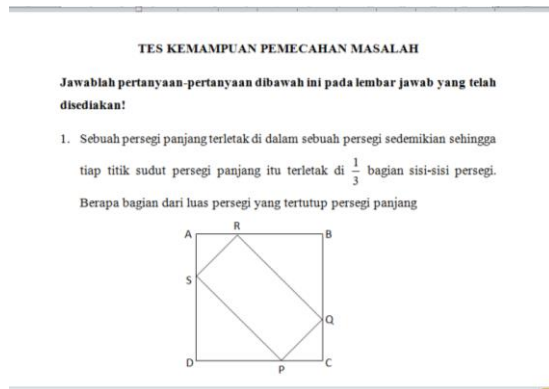 TES KEMAMPUAN PEMECAHAN MASALAH
Jawablah pertanyaan-pertanyaan dibawah ini pada lembar jawab yang telah
disediakan!
1. Sebuah persegi panjang terletak di dalam sebuah persegi sedemikian sehingga
tiap titik sudut persegi panjang itu terletak di 1/3 bagian sisi-sisi persegi.
Berapa bagian dari luas persegi yang tertutup persegi panjang
R
A B
S
Q
D C
P